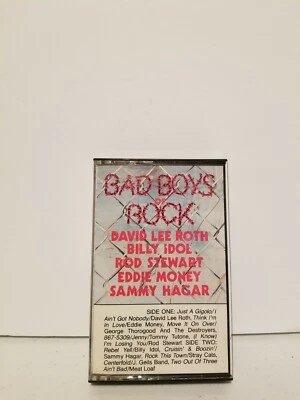 BAD BOYS
OF
ROCK
DAVID LEE ROTH
BILLY IDOL
ROD STEWART
EDDIE MONEY
SAMMY HAGAR
SIDE ONE: Just A Gigolo/I
Ain't Got Nobody/David Lee Roth, Think I'm
In Love/Eddie Money, Move It On Over/
George Thorogood And The Destroyers,
867-5309/Jenny/Tommy Tutone, If I Know
I'm Losing You/Rod Stewart SIDE TWO:
Rebel Yell/Billy Idol, Cruisin' & Boozin'/
Sammy Hagar, Rock This Town/Stray Cats,
Centerfold/J. Geils Band, Two Out Of Three
Ain't Bad/Meat Loaf